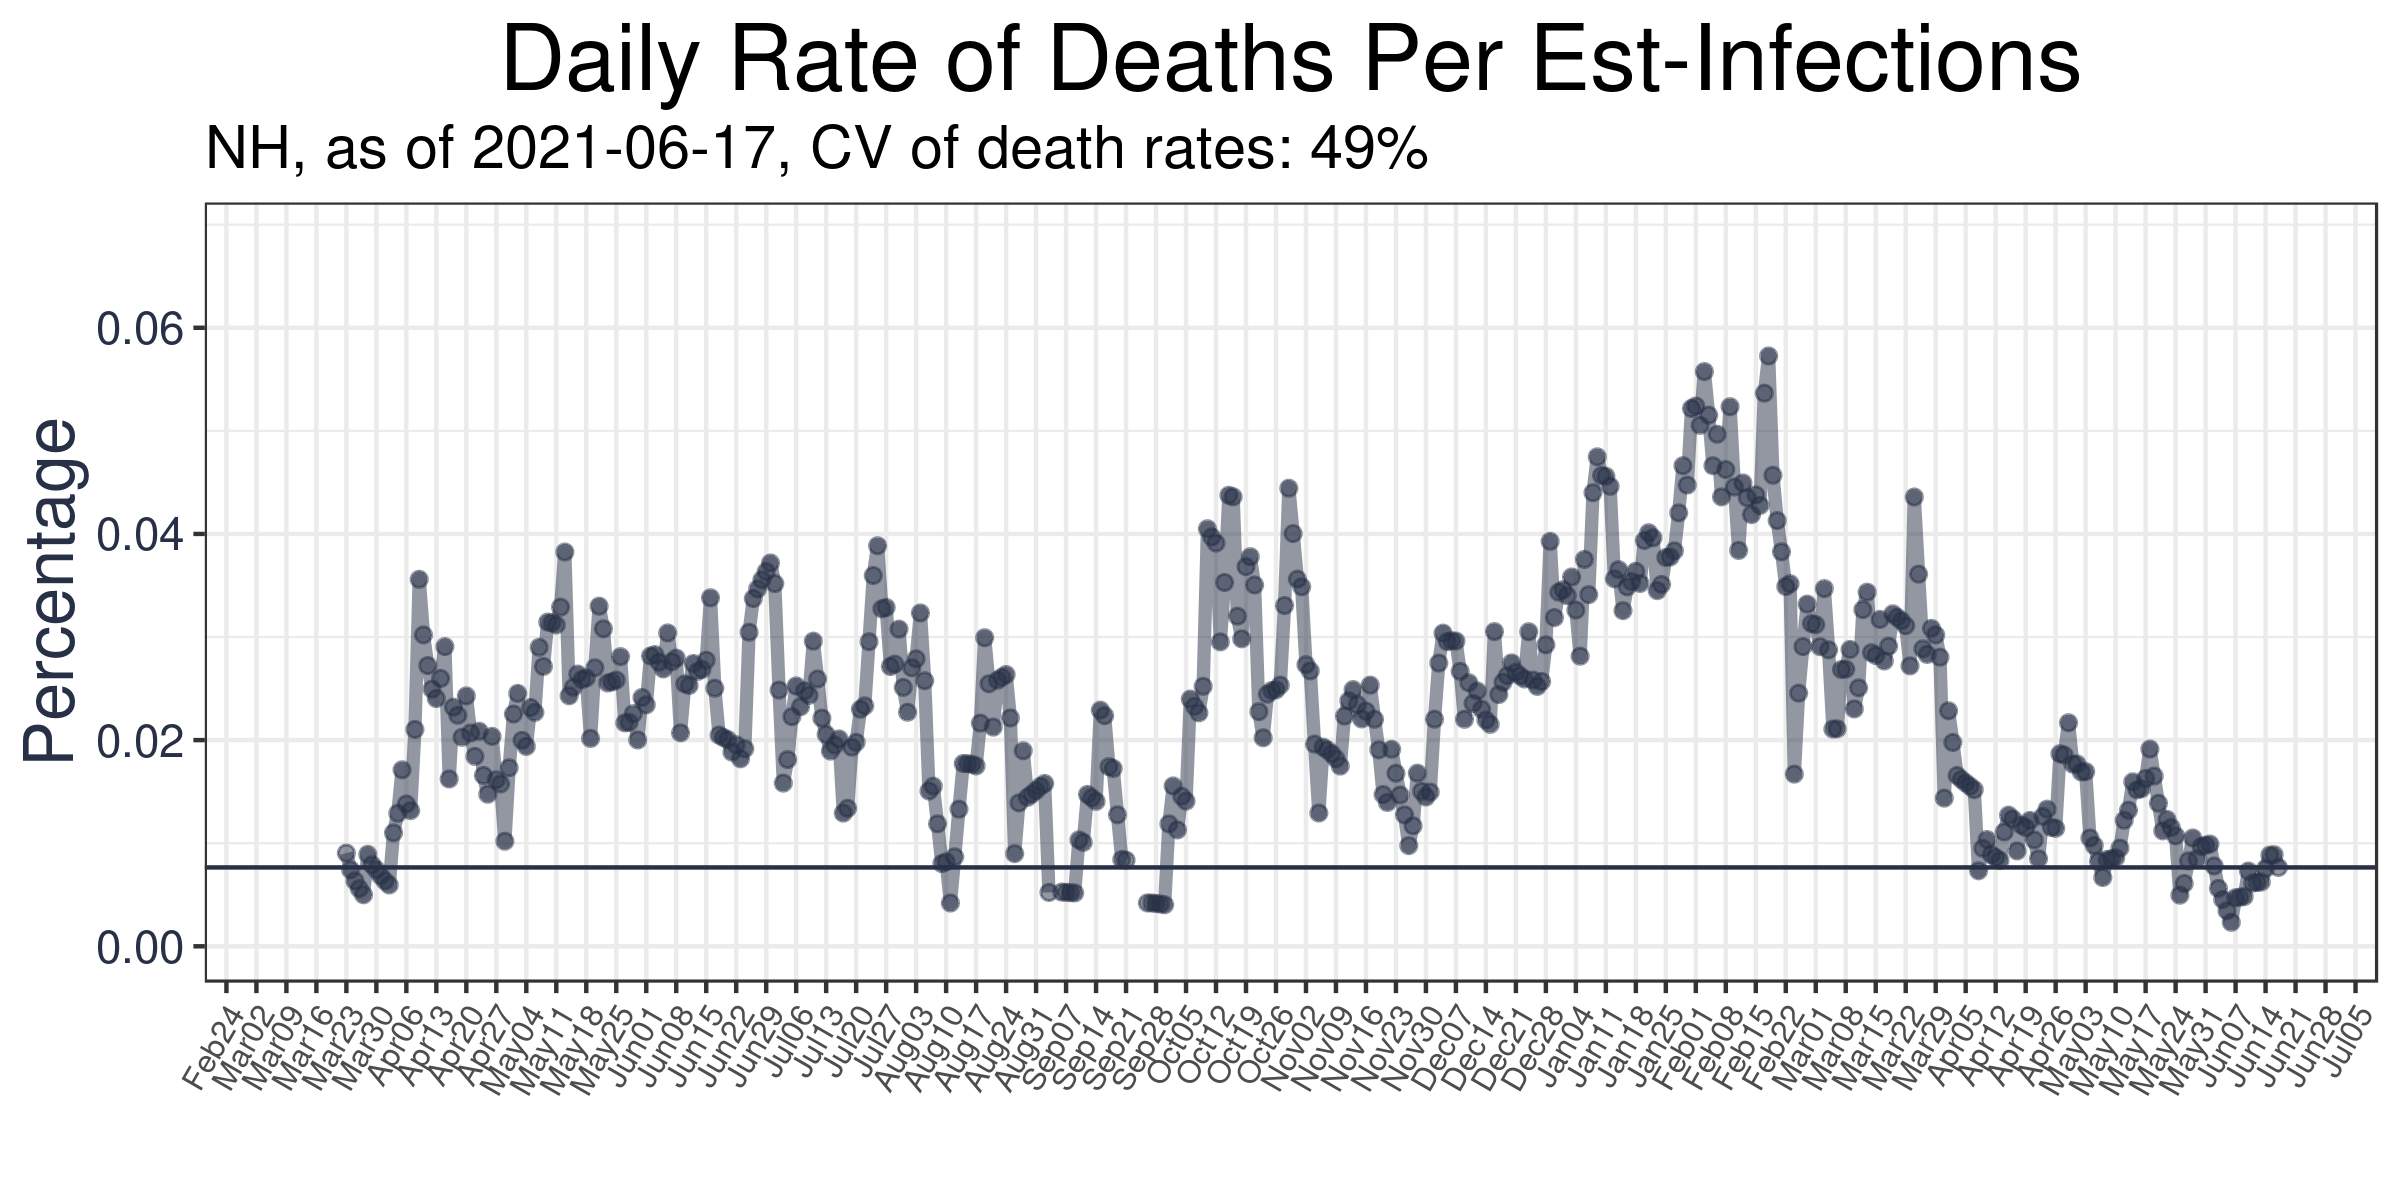 Daily Rate of Deaths Per Est-Infections
NH, as of 2021-06-17, CV of death rates: 49%
Percentage
0.06
0.04
0.02
0.00
Feb24
Mar02
Mar09
Mar16
Mar23
Mar30
Apr06
Apr13
Apr20
Apr27
May04
May11
May18
May25
Jun01
Jun08
Jun15
Jun22
Jun29
Jul06
Jul13
Jul20
Jul27
Aug03
Aug10
Aug17
Aug24
Aug31
Sep07
Sep14
Sep21
Sep28
Oct05
Oct12
Oct19
Oct26
Nov02
Nov09
Nov16
Nov23
Nov30
Dec07
Dec14
Dec21
Dec28
Jan04
Jan11
Jan18
Jan25
Feb01
Feb08
Feb15
Feb22
Mar01
Mar08
Mar15
Mar22
Mar29
Apr05
Apr12
Apr19
Apr26
May03
May10
May17
May24
May31
Jun07
Jun14
Jun21
Jun28
Jul05